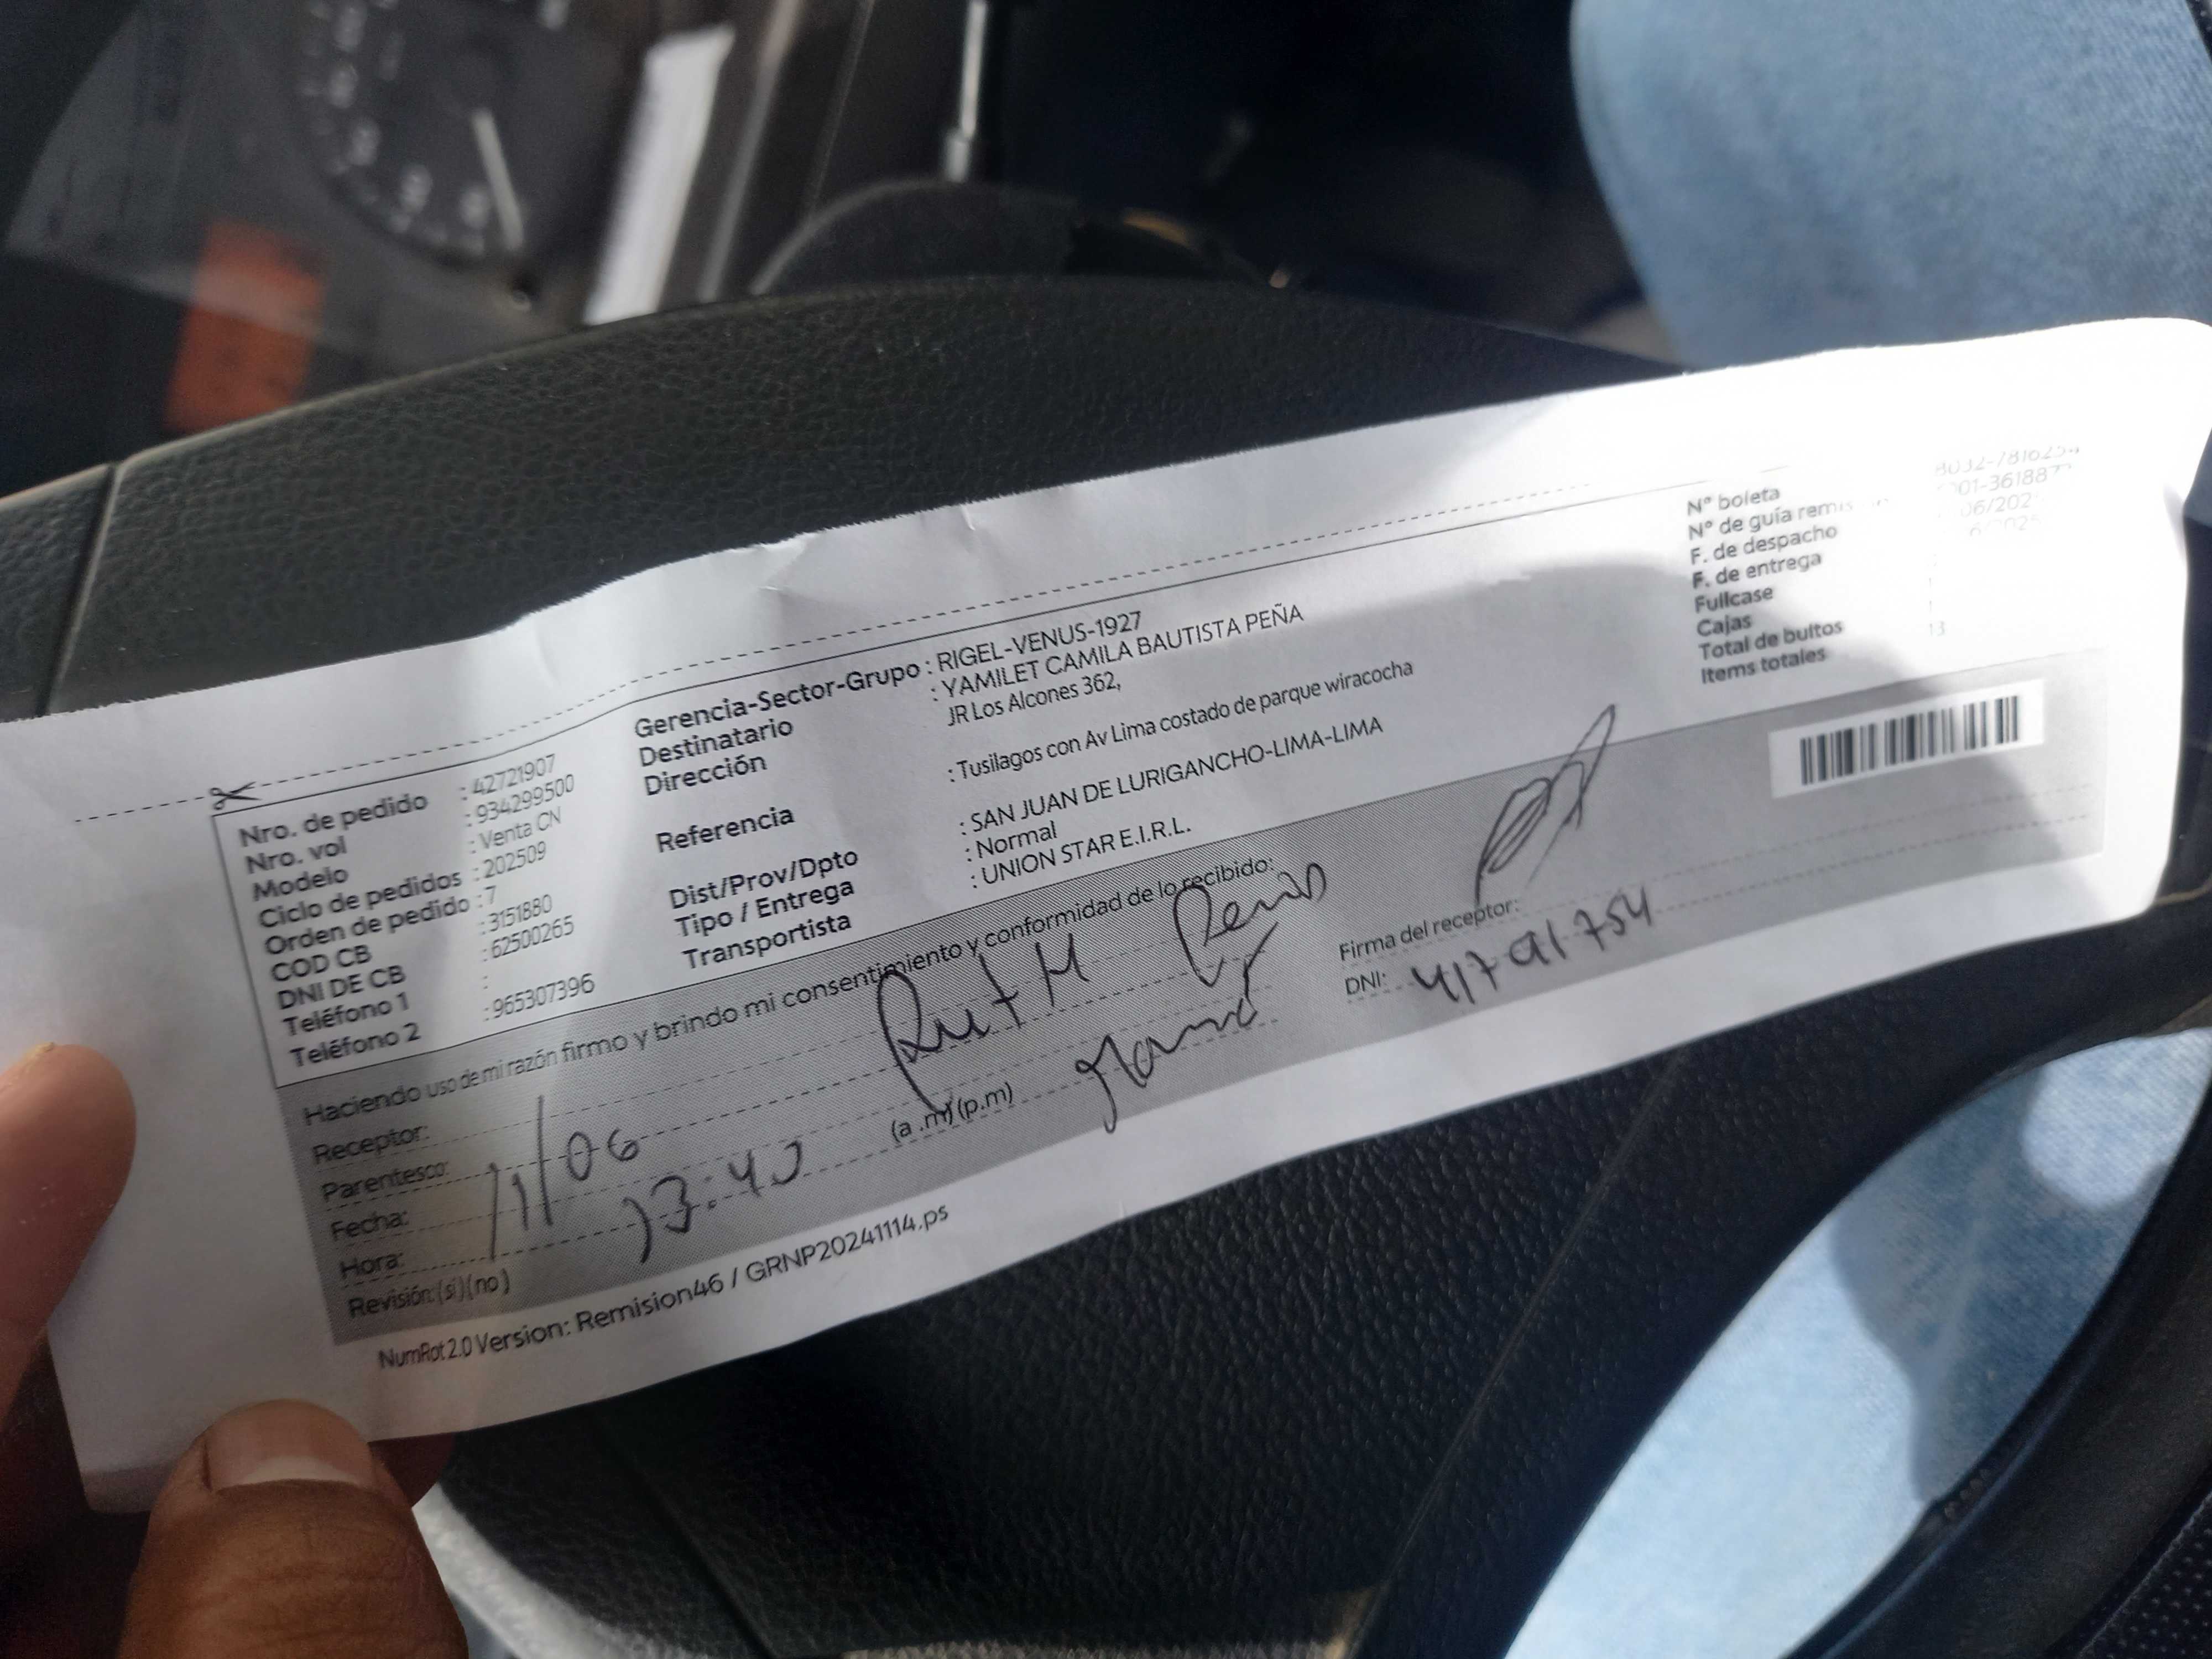 Nro. de pedido : 42721907
Nro. vol : 934299500
Modelo : Venta CN
Ciclo de pedidos : 202509
Orden de pedido : 7
COD CB : 3151880
DNI DE CB : 62500265
Teléfono 1 :
Teléfono 2 : 965307396
Gerencia-Sector-Grupo : RIGEL-VENUS-1927
Destinatario : YAMILET CAMILA BAUTISTA PEÑA
Dirección JR Los Alcones 362,
Referencia : Tusilagos con Av Lima costado de parque wiracocha
Dist/Prov/Dpto : SAN JUAN DE LURIGANCHO-LIMA-LIMA
Tipo / Entrega : Normal
Transportista : UNION STAR E.I.R.L.
Nº boleta
Nº de guía
F. de despacho
F. de entrega
Fullcase
Cajas
Total de bultos
Items totales 13
Haciendo uso de mi razón firmo y brindo mi consentimiento y conformidad de lo recibido:
Receptor: Ruth
Parentesco:
Fecha: 11/06
Hora: 13:40 (a .m) (p.m)
Revisión: (si) (no)
Firma del receptor:
DNI: 41791754
NumRot2.0 Version: Remision46 / GRNP20241114.ps